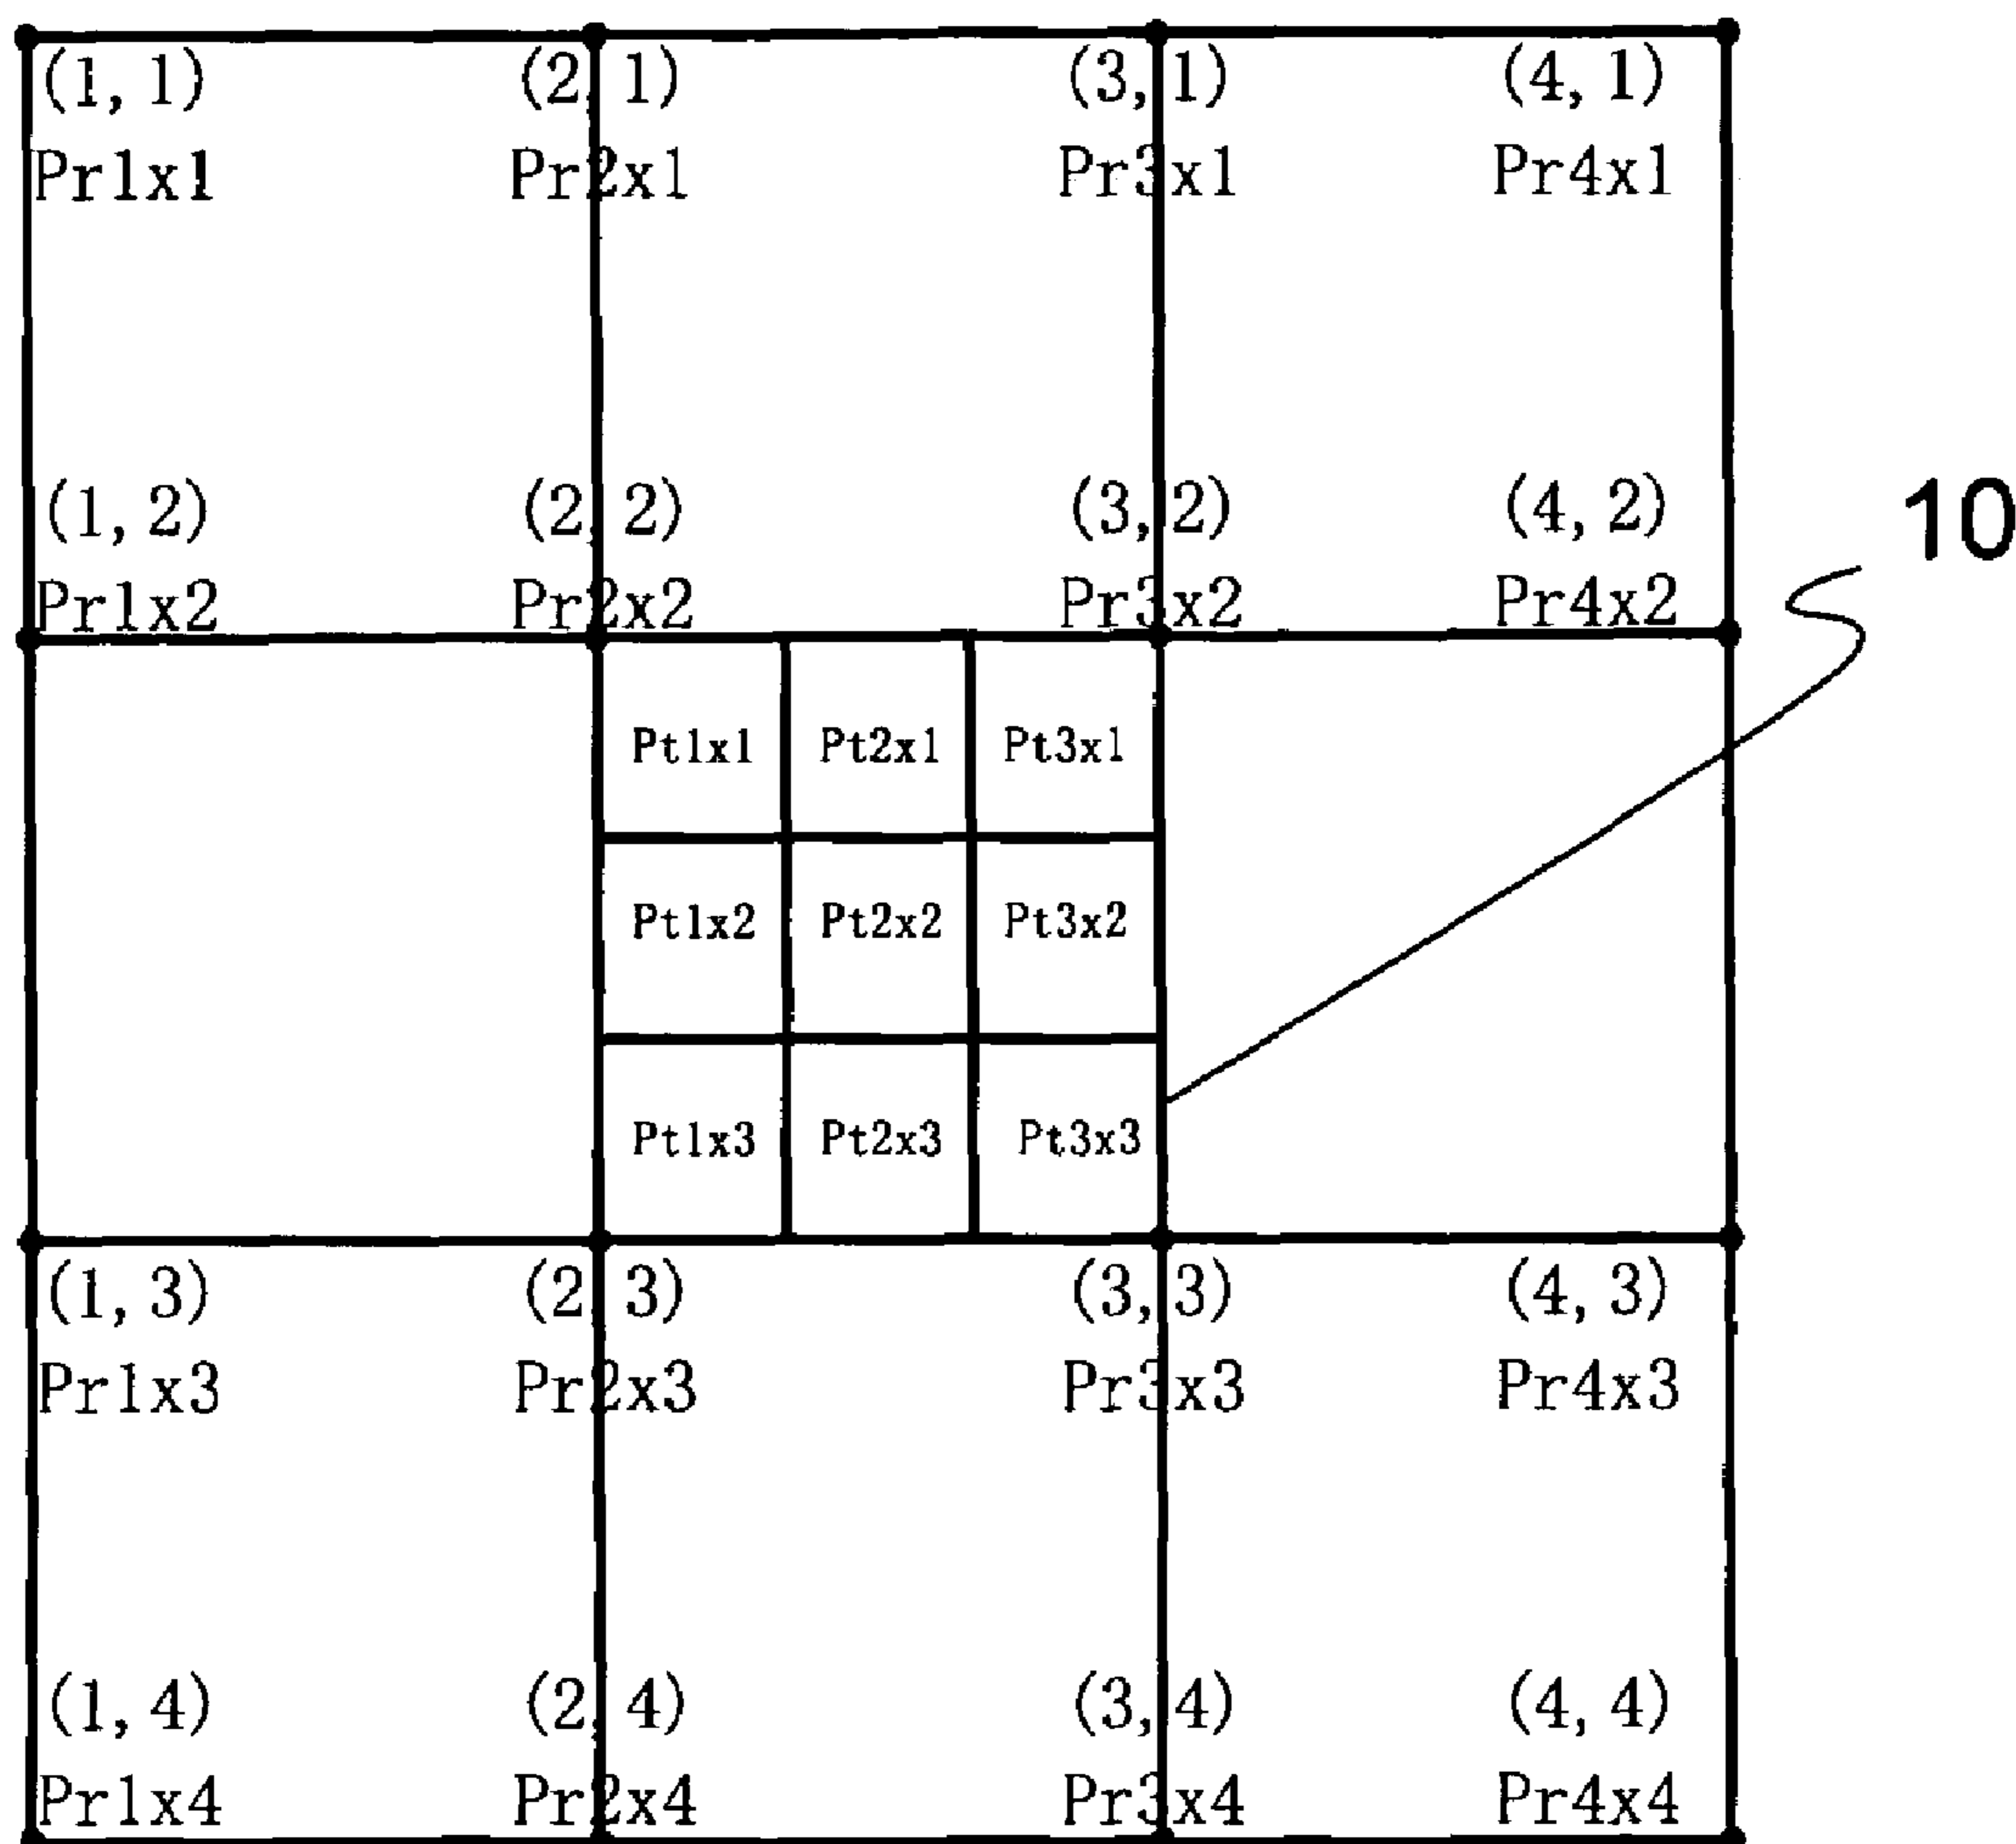 (1, 1) (2, 1) (3, 1) (4, 1)
Pr1x1 Pr2x1 Pr3x1 Pr4x1
(1, 2) (2, 2) (3, 2) (4, 2) 10
Pr1x2 Pr2x2 Pr3x2 Pr4x2
Pt1x1 Pt2x1 Pt3x1
Pt1x2 Pt2x2 Pt3x2
Pt1x3 Pt2x3 Pt3x3
(1, 3) (2, 3) (3, 3) (4, 3)
Pr1x3 Pr2x3 Pr3x3 Pr4x3
(1, 4) (2, 4) (3, 4) (4, 4)
Pr1x4 Pr2x4 Pr3x4 Pr4x4